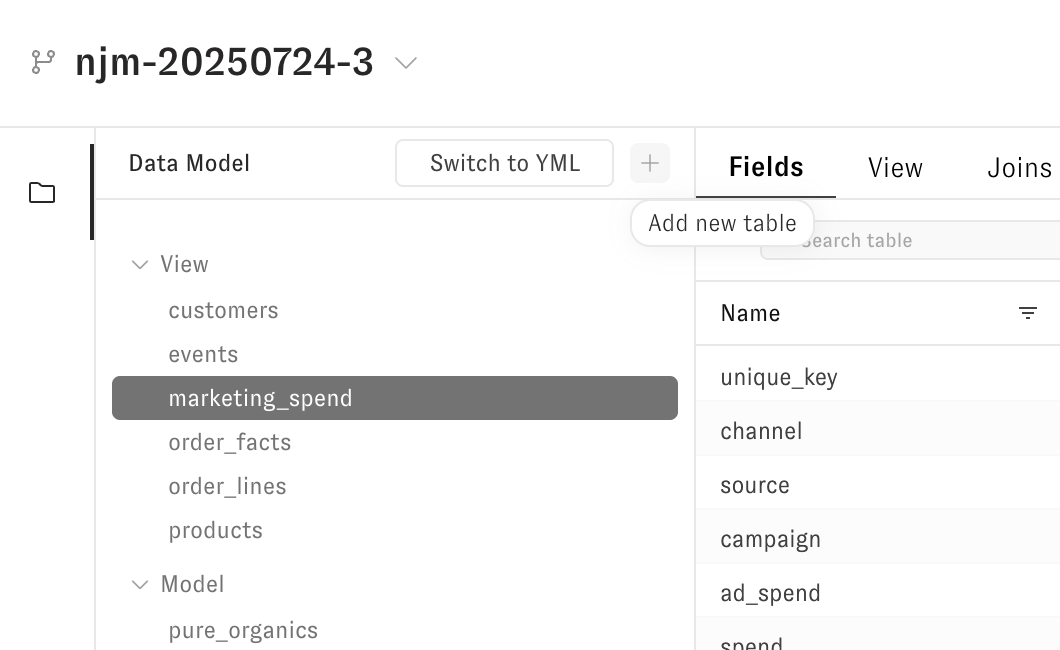 njm-20250724-3
Data Model
Switch to YML
Fields
View
Joins
Add new table
earch table
View
customers
events
marketing_spend
order_facts
order_lines
products
Model
pure_organics
Name
unique_key
channel
source
campaign
ad_spend
spend